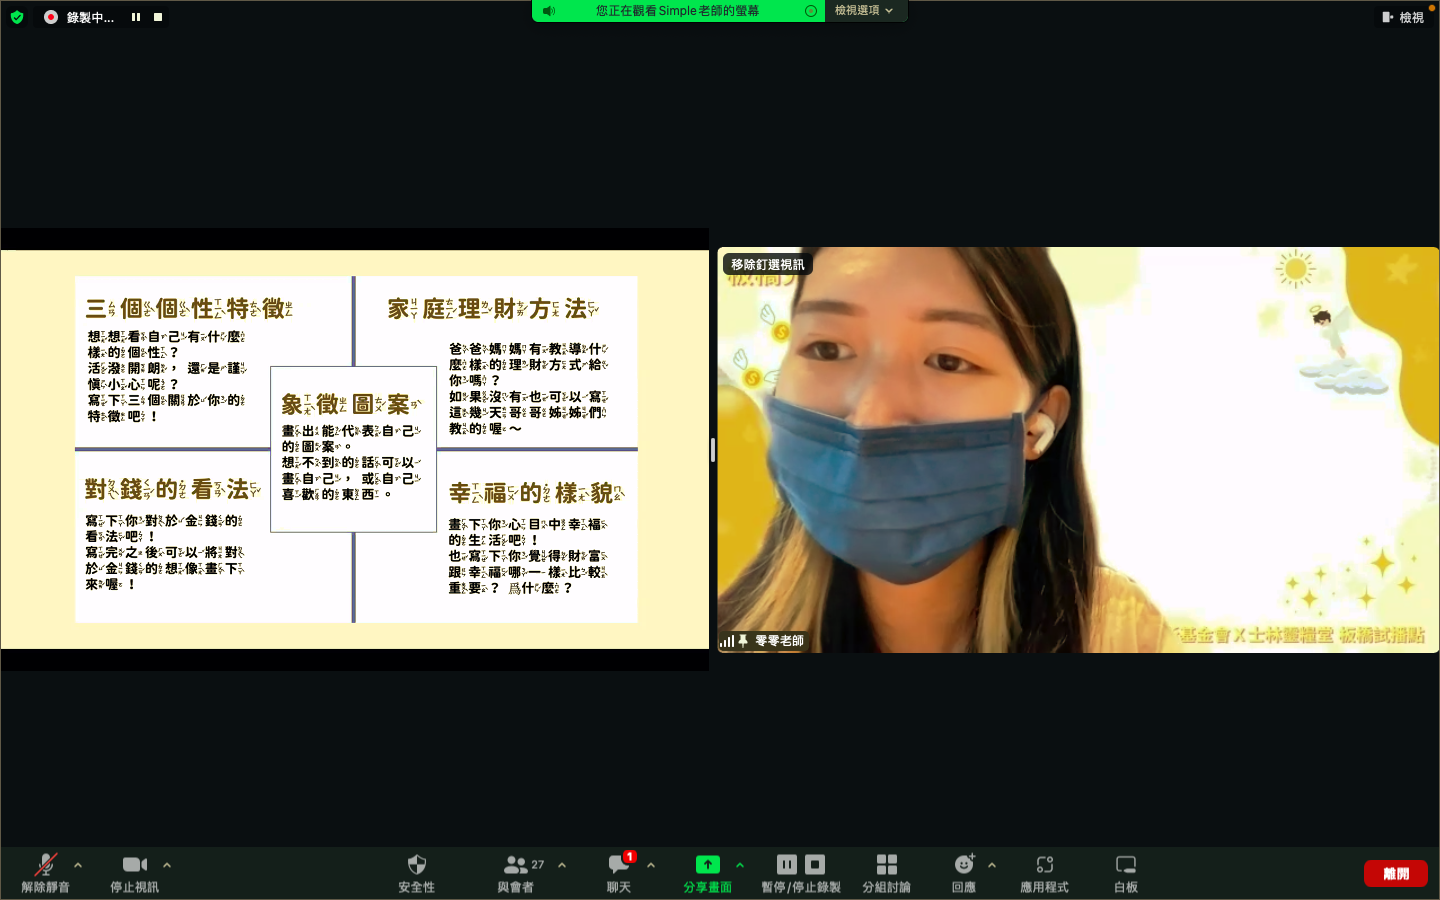 錄製中...
您正在觀看Simple老師的螢幕
檢視選項
檢視
三個個性特徵
想想看自己有什麼
樣的個性？
活潑開朗，還是謹
慎小心呢？
寫下三個關於你的
特徵吧！
家庭理財方法
爸爸媽媽有教導什
麼樣的理財方式給
你嗎？
如果沒有也可以寫
這幾天哥哥姊姊們
教的喔～
象徵圖案
畫出能代表自己
的圖案。
想不到的話可以
畫自己，或自己
喜歡的東西。
對錢的看法
寫下你對於金錢的
看法吧！
寫完之後可以將對
於金錢的想像畫下
來喔！
幸福的樣貌
畫下你心目中幸福
的生活吧！
也寫下你覺得財富
跟幸福哪一樣比較
重要？為什麼？
移除釘選視訊
零零老師
基金會X士林靈糧堂 板橋試播點
解除靜音
停止視訊
安全性
27
與會者
1
聊天
分享畫面
暫停/停止錄製
分組討論
回應
應用程式
白板
離開